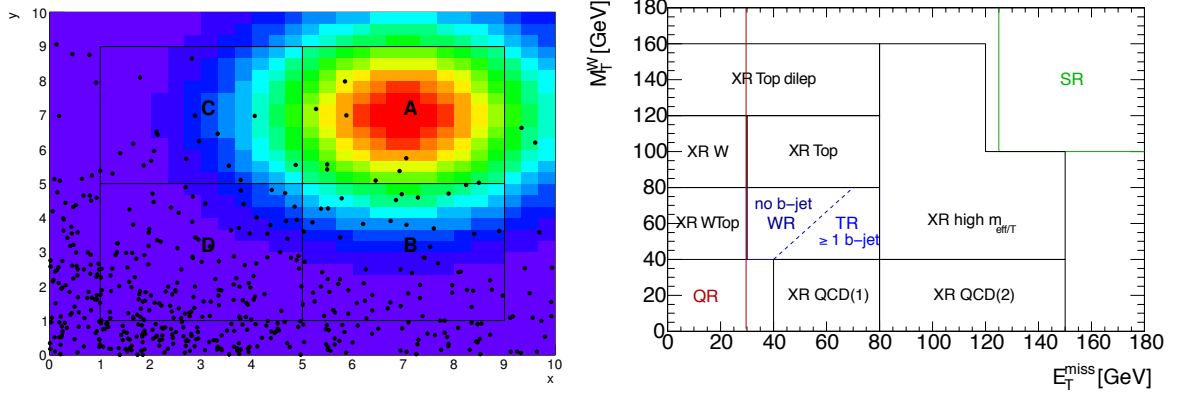 y
10
9
8
7
6
5
4
3
2
1
0
0 1 2 3 4 5 6 7 8 9 10
x
C
A
D
B
M_T^W [GeV]
180
160
140
120
100
80
60
40
20
0
0 20 40 60 80 100 120 140 160 180
E_T^miss [GeV]
XR Top dilep
SR
XR W
XR Top
no b-jet
XR WTop
WR
TR
≥ 1 b-jet
XR high m_eff/T
QR
XR QCD(1)
XR QCD(2)